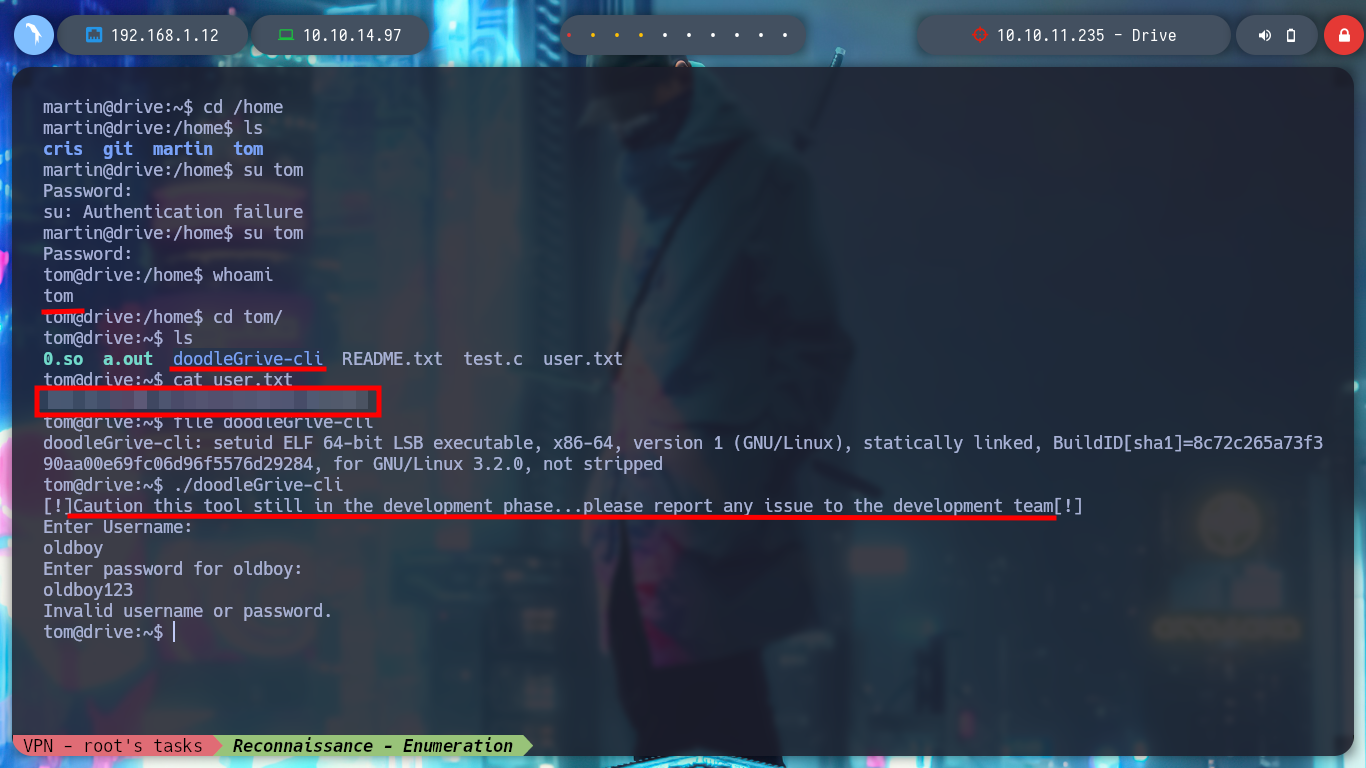 192.168.1.12 10.10.14.97 10.10.11.235 - Drive
martin@drive:~$ cd /home
martin@drive:/home$ ls
cris git martin tom
martin@drive:/home$ su tom
Password:
su: Authentication failure
martin@drive:/home$ su tom
Password:
tom@drive:/home$ whoami
tom
tom@drive:/home$ cd tom/
tom@drive:~$ ls
0.so a.out doodleGrive-cli README.txt test.c user.txt
tom@drive:~$ cat user.txt
tom@drive:~$ file doodleGrive-cli
doodleGrive-cli: setuid ELF 64-bit LSB executable, x86-64, version 1 (GNU/Linux), statically linked, BuildID[sha1]=8c72c265a73f3
90aa00e69fc06d96f5576d29284, for GNU/Linux 3.2.0, not stripped
tom@drive:~$ ./doodleGrive-cli
[!]Caution this tool still in the development phase...please report any issue to the development team[!]
Enter Username:
oldboy
Enter password for oldboy:
oldboy123
Invalid username or password.
tom@drive:~$
VPN - root's tasks Reconnaissance - Enumeration